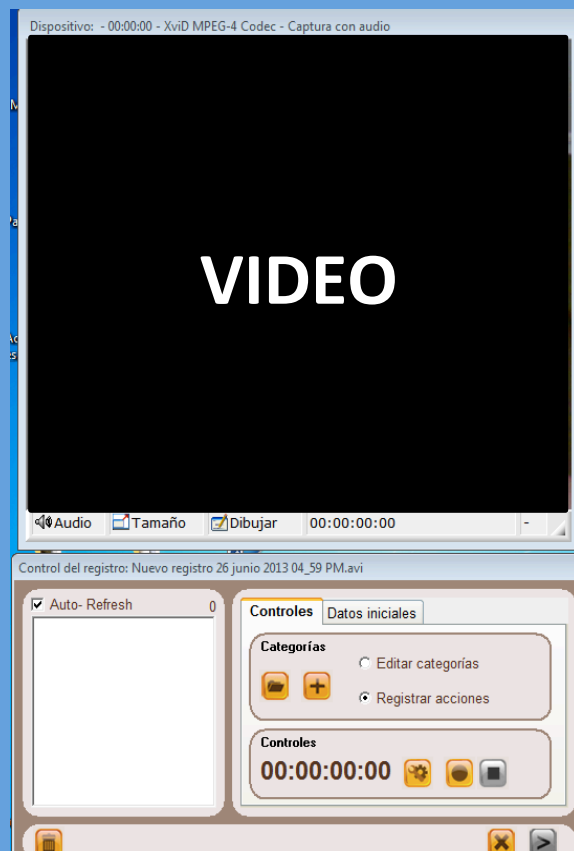 Dispositivo: - 00:00:00 - XviD MPEG-4 Codec - Captura con audio
VIDEO
Audio Tamaño Dibujar 00:00:00:00 -
Control del registro: Nuevo registro 26 junio 2013 04_59 PM.avi
Auto- Refresh 0
Controles Datos iniciales
Categorías
Editar categorías
Registrar acciones
Controles
00:00:00:00